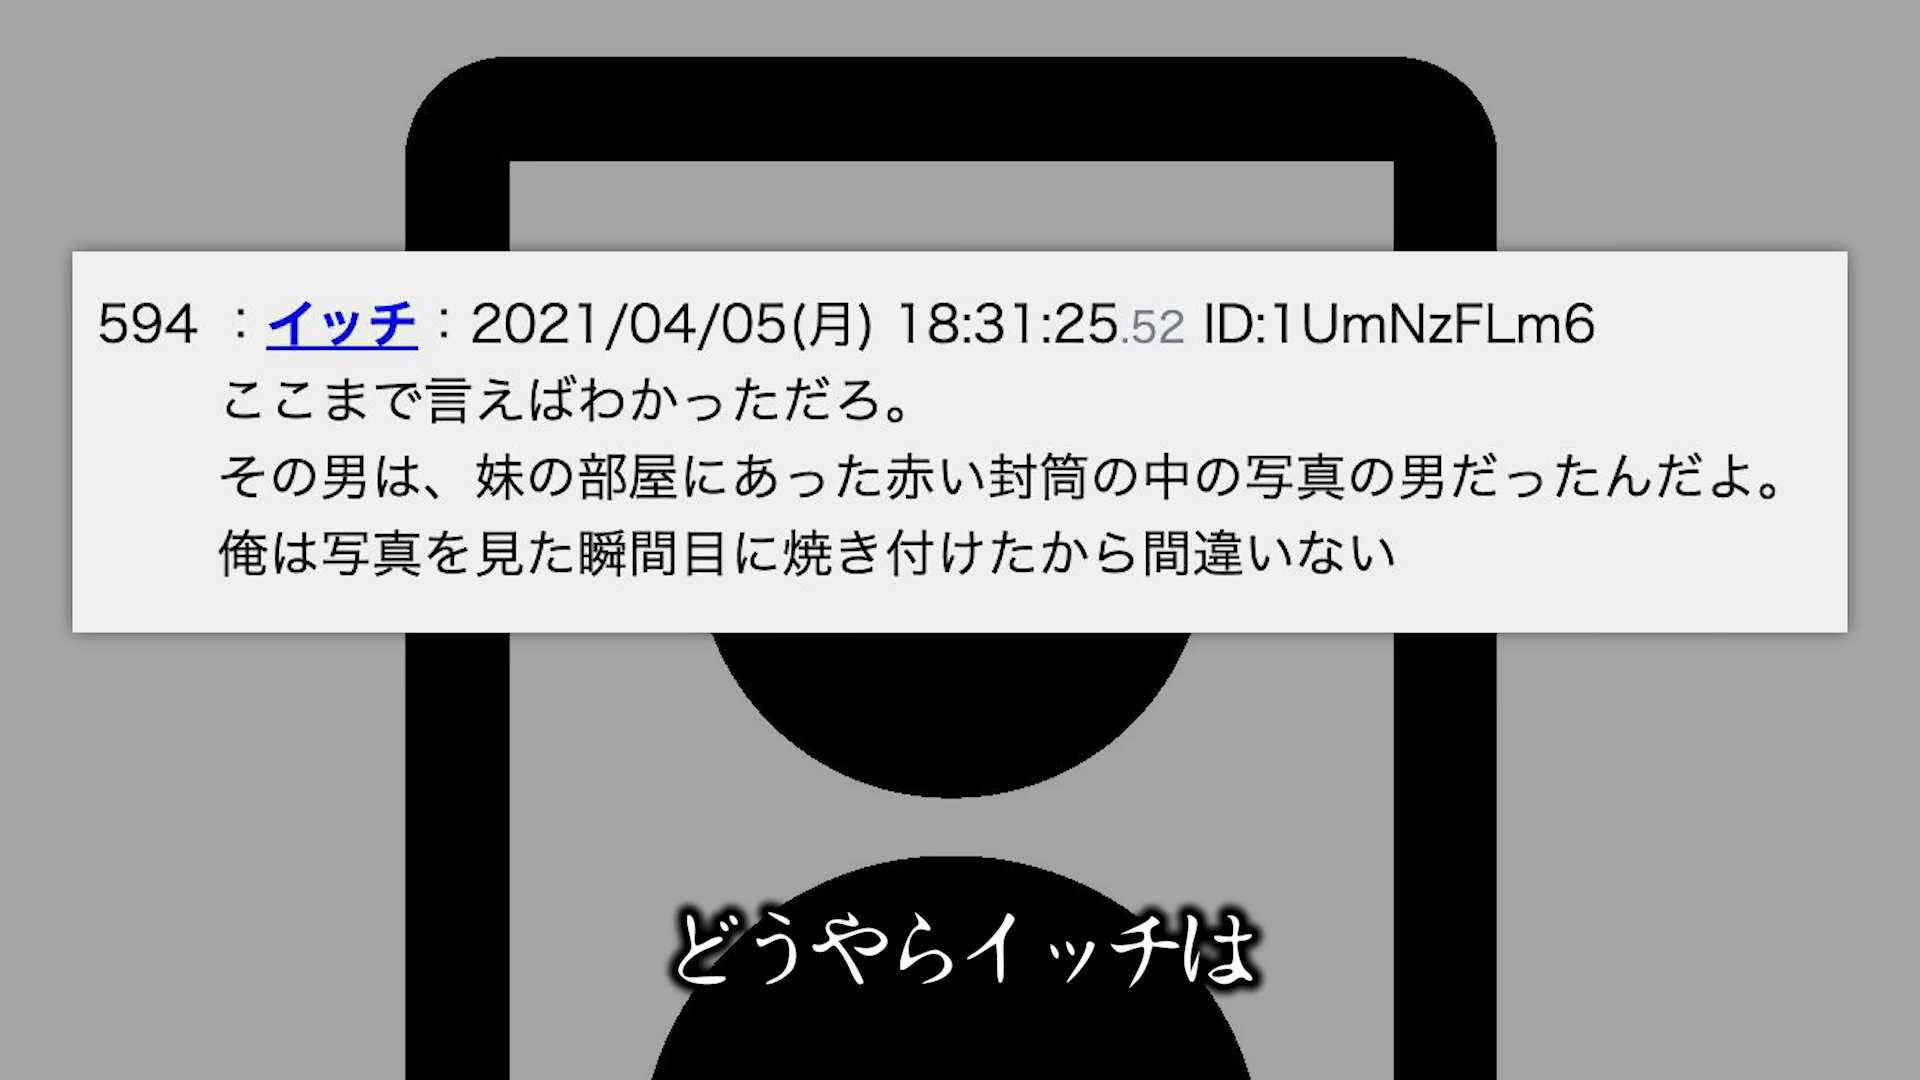 594 ：イッチ：2021/04/05(月) 18:31:25.52 ID:1UmNzFLm6
ここまで言えばわかっただろ。
その男は、妹の部屋にあった赤い封筒の中の写真の男だったんだよ。
俺は写真を見た瞬間目に焼き付けたから間違いない
どうやらイッチは